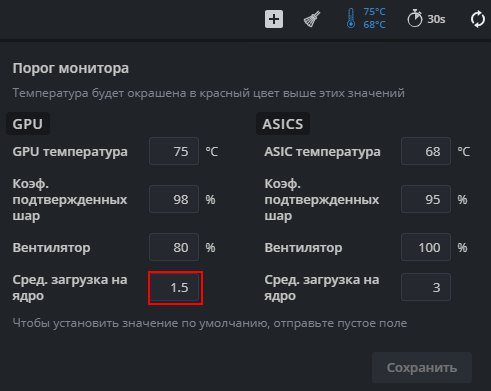 75°C
68°C
30s
Порог монитора
Температура будет окрашена в красный цвет выше этих значений
GPU
ASICS
GPU температура 75 °C
ASIC температура 68 °C
Коэф.
подтвержденных 98 %
шар
Коэф.
подтвержденных 95 %
шар
Вентилятор 80 %
Вентилятор 100 %
Сред. загрузка на
ядро 1.5
Сред. загрузка на
ядро 3
Чтобы установить значение по умолчанию, отправьте пустое поле
Сохранить